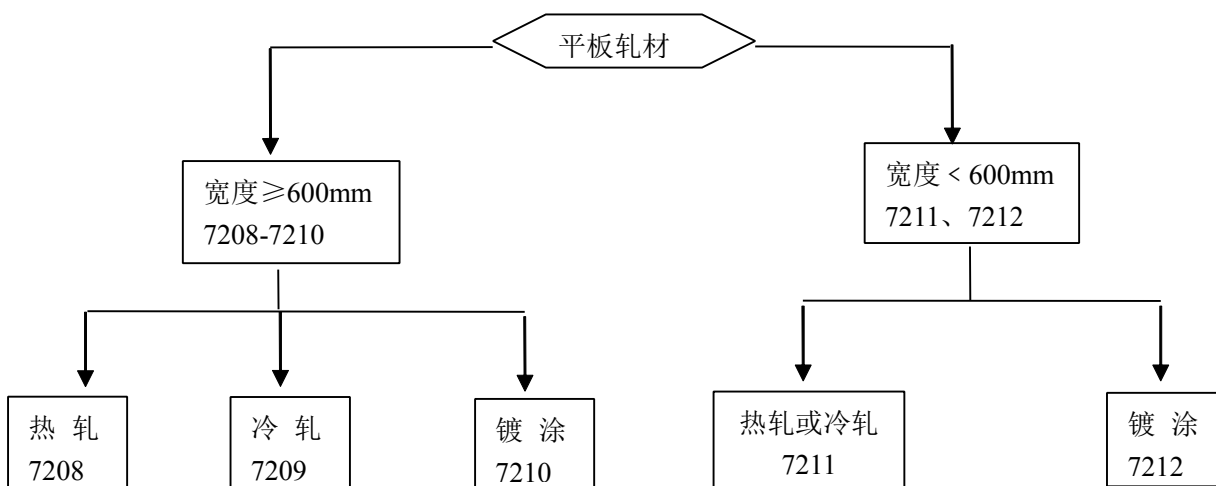 平板轧材
宽度≥600mm
7208-7210
宽度﹤600mm
7211、7212
热 轧
7208
冷 轧
7209
镀 涂
7210
热轧或冷轧
7211
镀 涂
7212